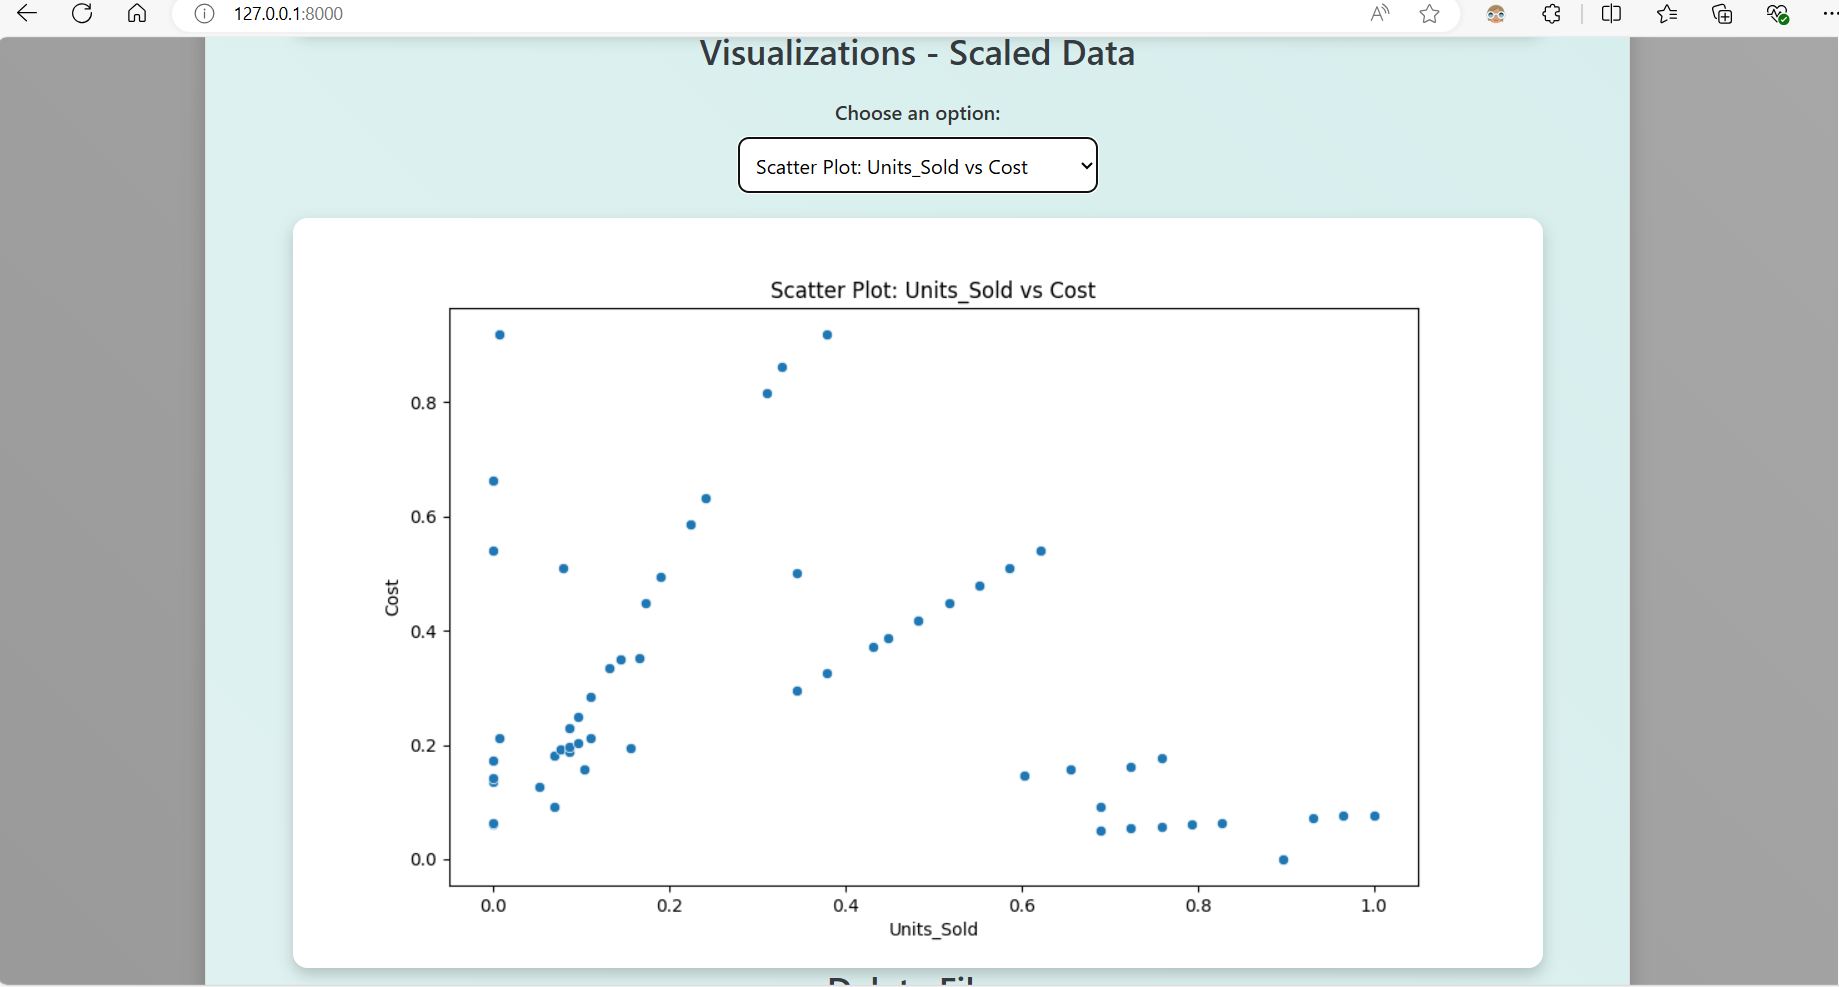 127.0.0.1:8000
Visualizations - Scaled Data
Choose an option:
Scatter Plot: Units_Sold vs Cost
Scatter Plot: Units_Sold vs Cost
0.8
0.6
0.4
0.2
0.0
Cost
0.0 0.2 0.4 0.6 0.8 1.0
Units_Sold